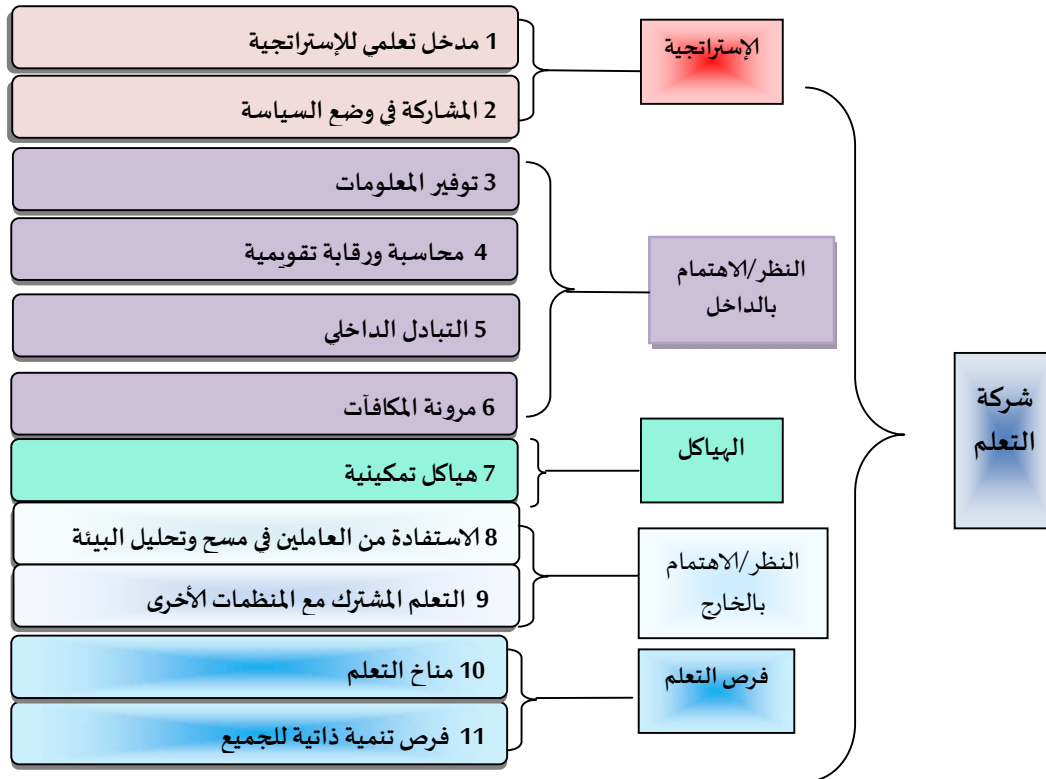 شركة
التعلم
الإستراتجية
1 مدخل تعلمي للإستراتجية
2 المشاركة في وضع السياسة
النظر/الاهتمام
بالداخل
3 توفير المعلومات
4 محاسبة ورقابة تقويمية
5 التبادل الداخلي
6 مرونة المكافآت
الهياكل
7 هياكل تمكينية
النظر/الاهتمام
بالخارج
8 الاستفادة من العاملين في مسح وتحليل البيئة
9 التعلم المشترك مع المنظمات الأخرى
فرص التعلم
10 مناخ التعلم
11 فرص تنمية ذاتية للجميع